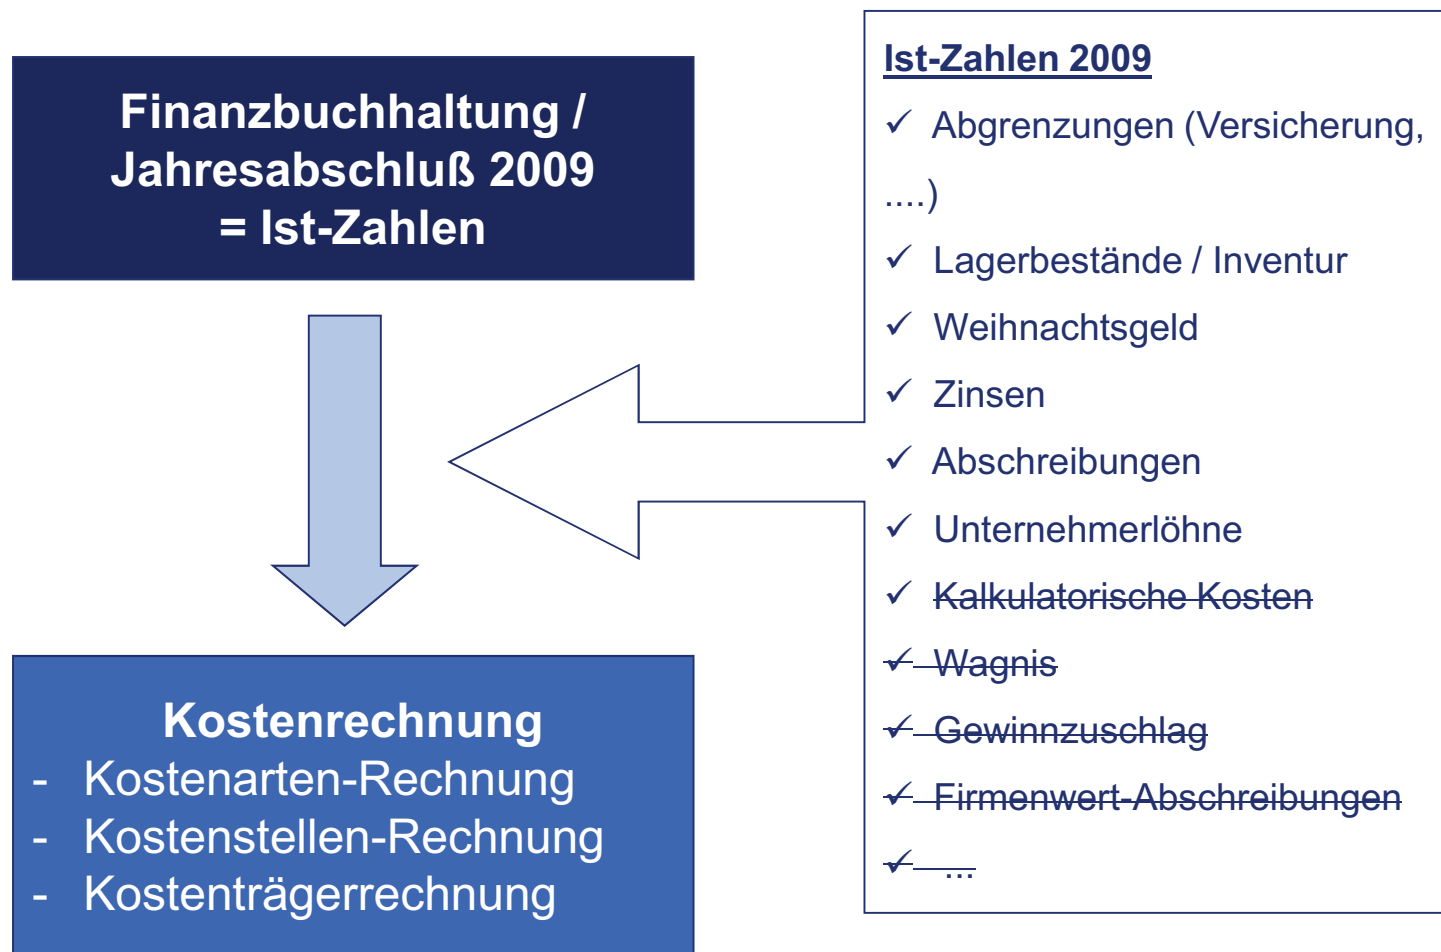 Finanzbuchhaltung /
Jahresabschluß 2009
= Ist-Zahlen
Kostenrechnung
- Kostenarten-Rechnung
- Kostenstellen-Rechnung
- Kostenträgerrechnung
Ist-Zahlen 2009
✓ Abgrenzungen (Versicherung,
....)
✓ Lagerbestände / Inventur
✓ Weihnachtsgeld
✓ Zinsen
✓ Abschreibungen
✓ Unternehmerlöhne
✓ Kalkulatorische Kosten
✓ Wagnis
✓ Gewinnzuschlag
✓ Firmenwert-Abschreibungen
✓ ...